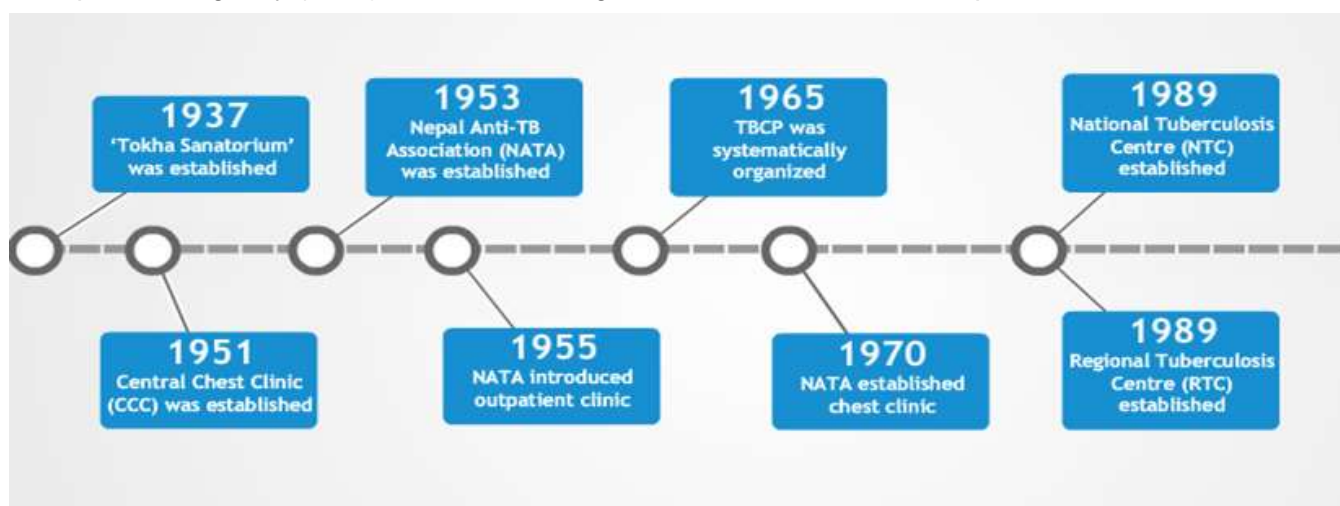 1937
'Tokha Sanatorium'
was established
1951
Central Chest Clinic
(CCC) was established
1953
Nepal Anti-TB
Association (NATA)
was established
1955
NATA introduced
outpatient clinic
1965
TBCP was
systematically
organized
1970
NATA established
chest clinic
1989
National Tuberculosis
Centre (NTC)
established
1989
Regional Tuberculosis
Centre (RTC)
established